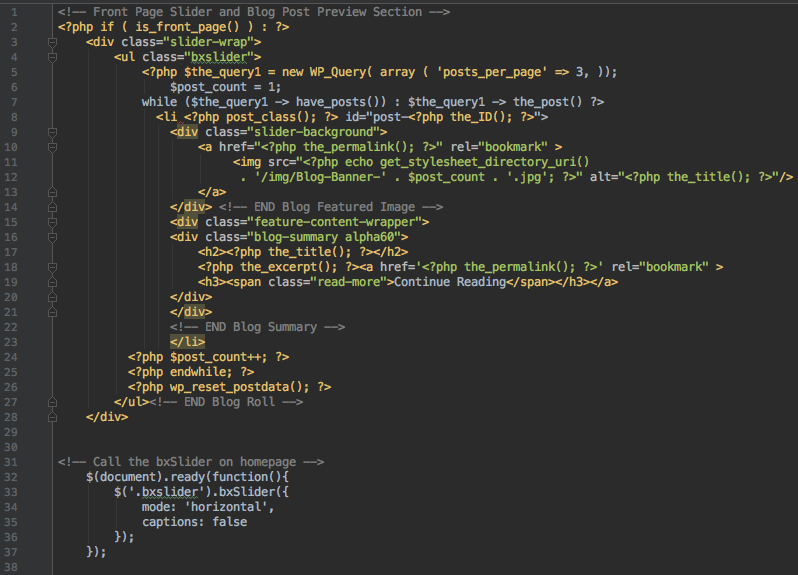 1 <!-- Front Page Slider and Blog Post Preview Section -->
2 <?php if ( is_front_page() ) : ?>
3 <div class="slider-wrap">
4 <ul class="bxslider">
5 <?php $the_query1 = new WP_Query( array ( 'posts_per_page' => 3, ));
6 $post_count = 1;
7 while ($the_query1 -> have_posts()) : $the_query1 -> the_post() ?>
8 <li <?php post_class(); ?> id="post-<?php the_ID(); ?>">
9 <div class="slider-background">
10 <a href="<?php the_permalink(); ?>" rel="bookmark" >
11 <img src="<?php echo get_stylesheet_directory_uri()
12 . '/img/Blog-Banner-' . $post_count . '.jpg'; ?>" alt="<?php the_title(); ?>"/>
13 </a>
14 </div> <!-- END Blog Featured Image -->
15 <div class="feature-content-wrapper">
16 <div class="blog-summary alpha60">
17 <h2><?php the_title(); ?></h2>
18 <?php the_excerpt(); ?><a href='<?php the_permalink(); ?>' rel="bookmark" >
19 <h3><span class="read-more">Continue Reading</span></h3></a>
20 </div>
21 </div>
22 <!-- END Blog Summary -->
23 </li>
24 <?php $post_count++; ?>
25 <?php endwhile; ?>
26 <?php wp_reset_postdata(); ?>
27 </ul><!-- END Blog Roll -->
28 </div>
29
30
31 <!-- Call the bxSlider on homepage -->
32 $(document).ready(function(){
33 $('.bxslider').bxSlider({
34 mode: 'horizontal',
35 captions: false
36 });
37 });
38